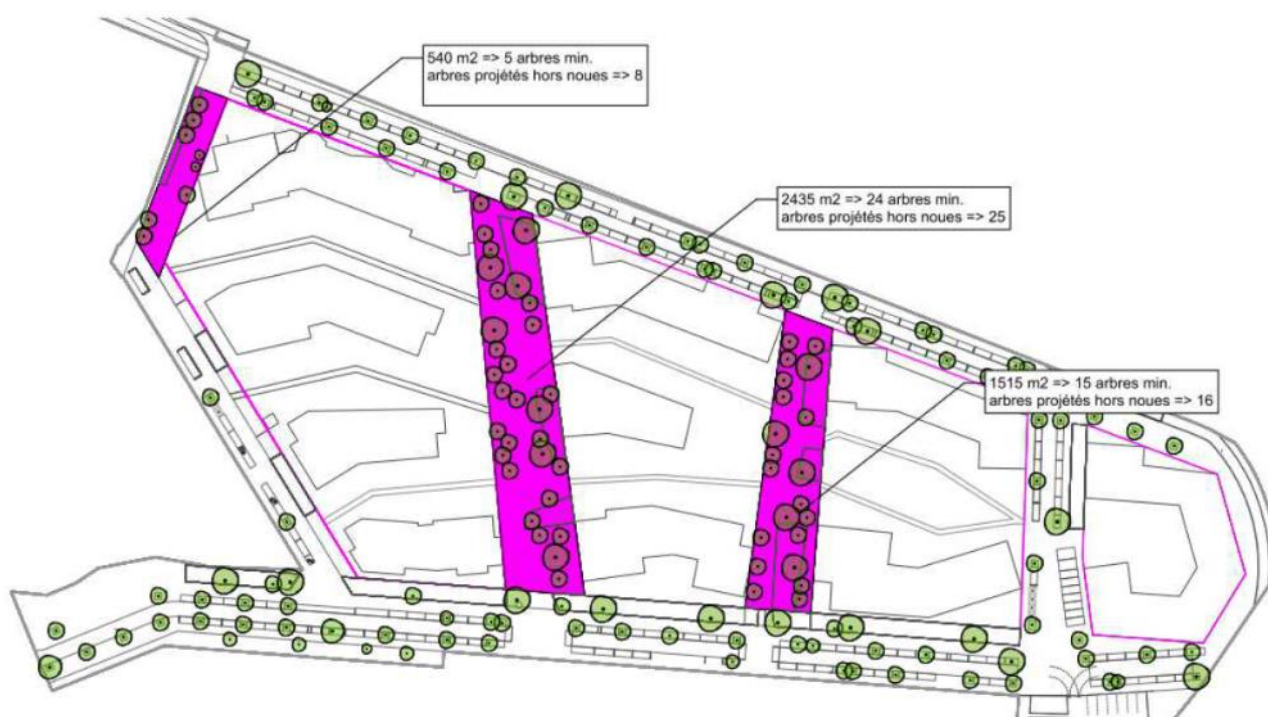 540 m2 => 5 arbres min.
arbres projétés hors noues => 8
2435 m2 => 24 arbres min.
arbres projétés hors noues => 25
1515 m2 => 15 arbres min.
arbres projétés hors noues => 16